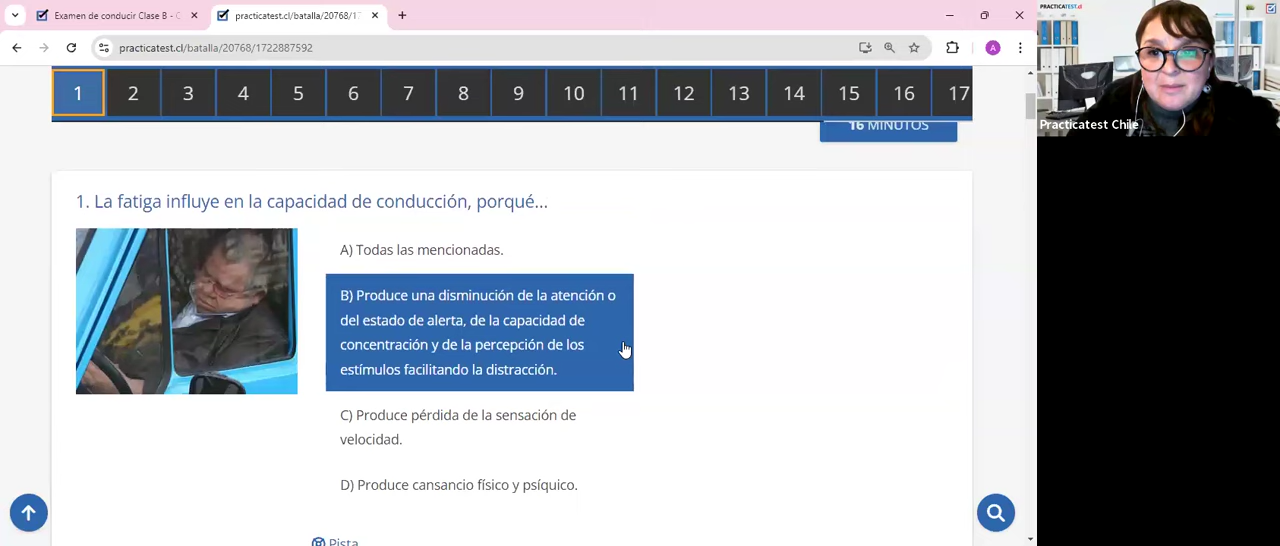 Examen de conducir Clase B - C
practicatest.cl/batalla/20768/17
practicatest.cl/batalla/20768/1722887592
A
PRACTICATEST.cl
1 2 3 4 5 6 7 8 9 10 11 12 13 14 15 16 17
Practicatest Chile
16 MINUTOS
1. La fatiga influye en la capacidad de conducción, porqué...
A) Todas las mencionadas.
B) Produce una disminución de la atención o
del estado de alerta, de la capacidad de
concentración y de la percepción de los
estímulos facilitando la distracción.
C) Produce pérdida de la sensación de
velocidad.
D) Produce cansancio físico y psíquico.
Pista